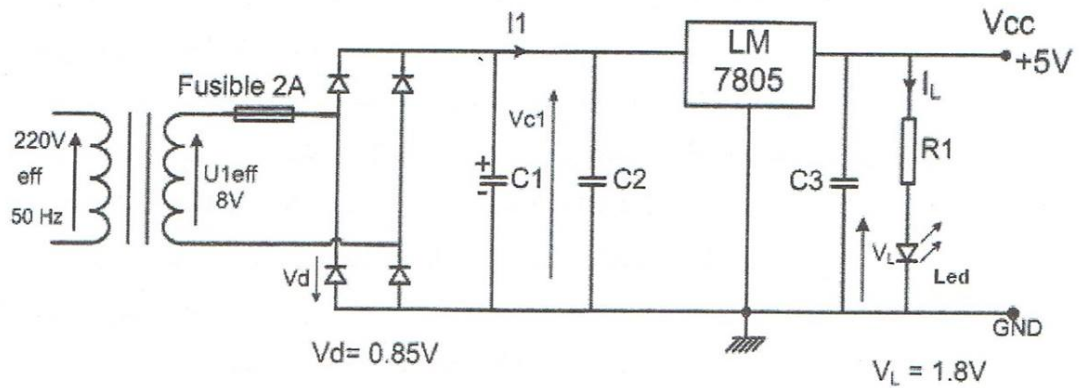 I1
Vcc
LM
7805
+5V
Fusible 2A
IL
220V
eff
50 Hz
U1eff
8V
Vc1
+
-
C1
C2
C3
R1
VL
Led
Vd
GND
Vd= 0.85V
VL = 1.8V